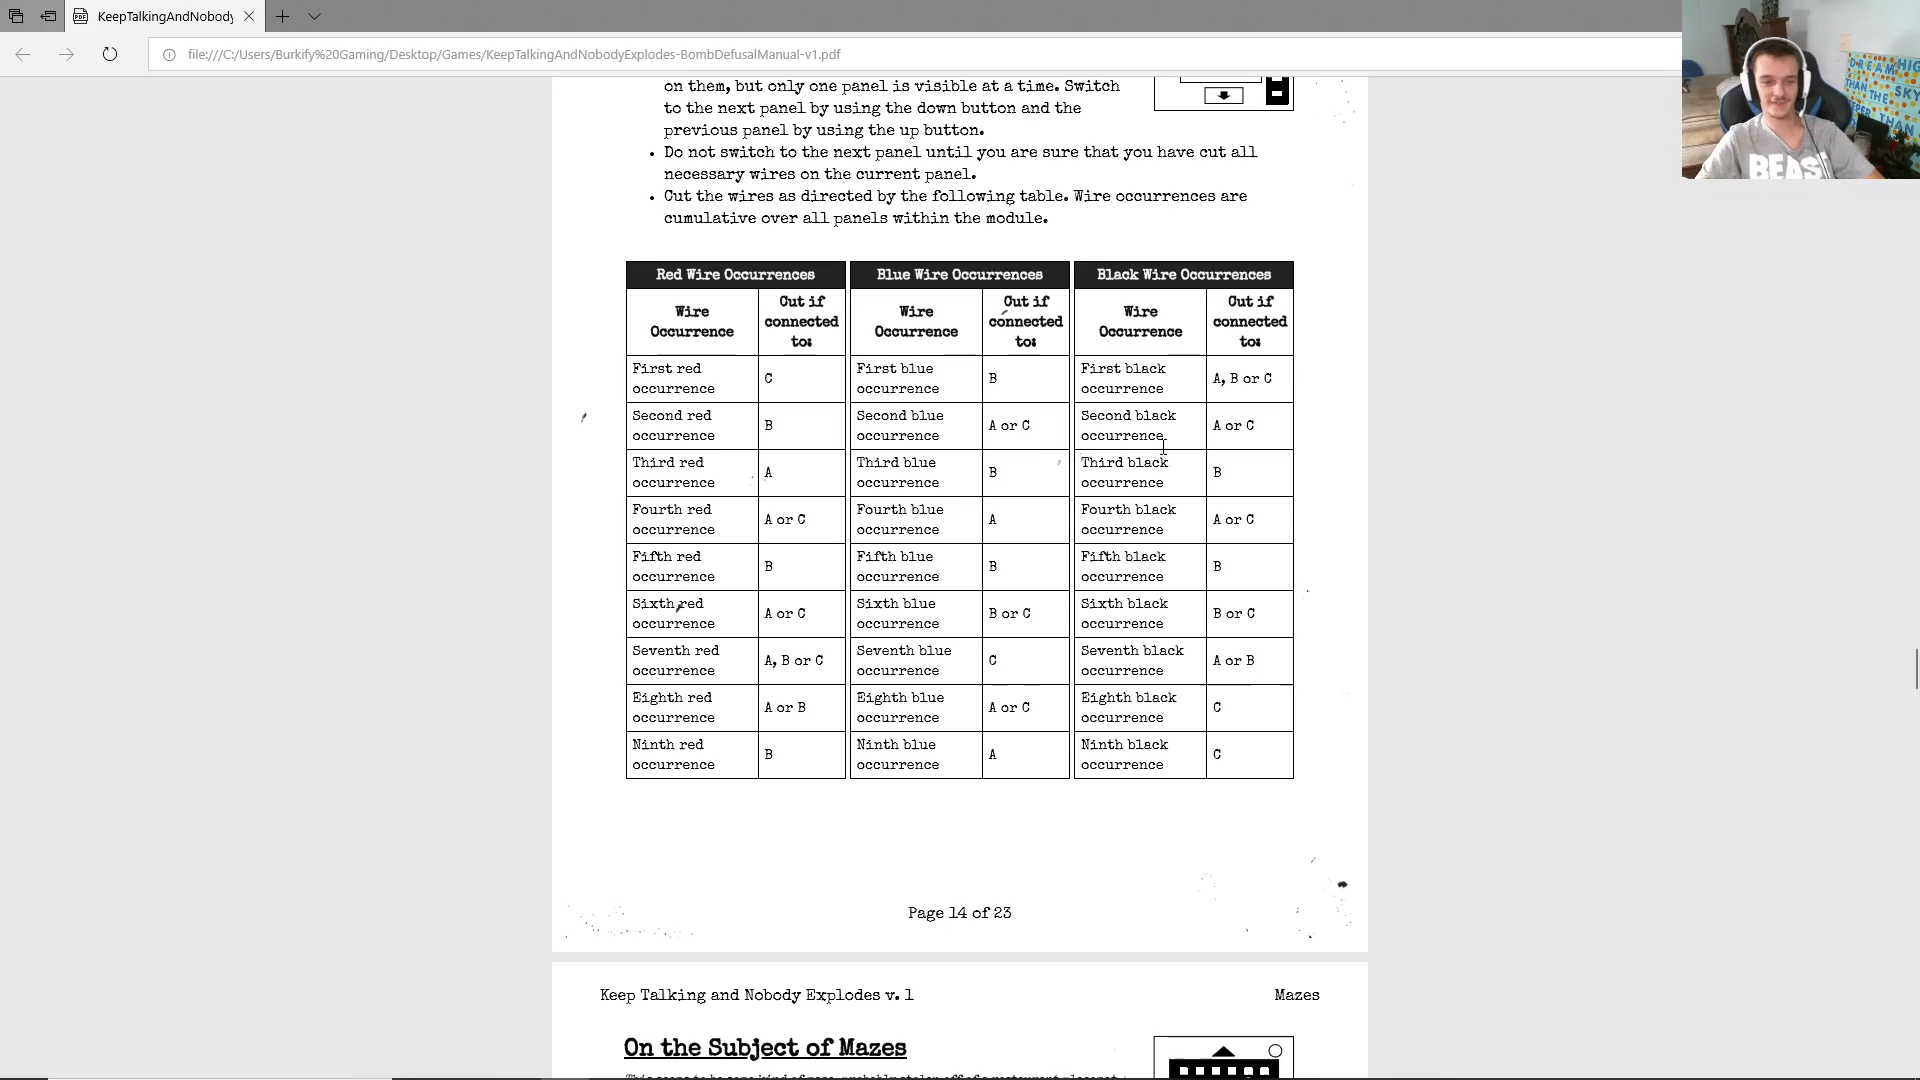 KeepTalkingAndNobody
file:///C:/Users/Burkify%20Gaming/Desktop/Games/KeepTalkingAndNobodyExplodes-BombDefusalManual-v1.pdf
on them, but only one panel is visible at a time. Switch
to the next panel by using the down button and the
previous panel by using the up button.
• Do not switch to the next panel until you are sure that you have cut all
necessary wires on the current panel.
• Cut the wires as directed by the following table. Wire occurrences are
cumulative over all panels within the module.
Red Wire Occurrences
Wire Occurrence Cut if connected to:
First red occurrence C
Second red occurrence B
Third red occurrence A
Fourth red occurrence A or C
Fifth red occurrence B
Sixth red occurrence A or C
Seventh red occurrence A, B or C
Eighth red occurrence A or B
Ninth red occurrence B
Blue Wire Occurrences
Wire Occurrence Cut if connected to:
First blue occurrence B
Second blue occurrence A or C
Third blue occurrence B
Fourth blue occurrence A
Fifth blue occurrence B
Sixth blue occurrence B or C
Seventh blue occurrence C
Eighth blue occurrence A or C
Ninth blue occurrence A
Black Wire Occurrences
Wire Occurrence Cut if connected to:
First black occurrence A, B or C
Second black occurrence A or C
Third black occurrence B
Fourth black occurrence A or C
Fifth black occurrence B
Sixth black occurrence B or C
Seventh black occurrence A or B
Eighth black occurrence C
Ninth black occurrence C
Page 14 of 23
Keep Talking and Nobody Explodes v. 1
Mazes
On the Subject of Mazes
DREAM
THAN THE
SKY
THAN
BEAST